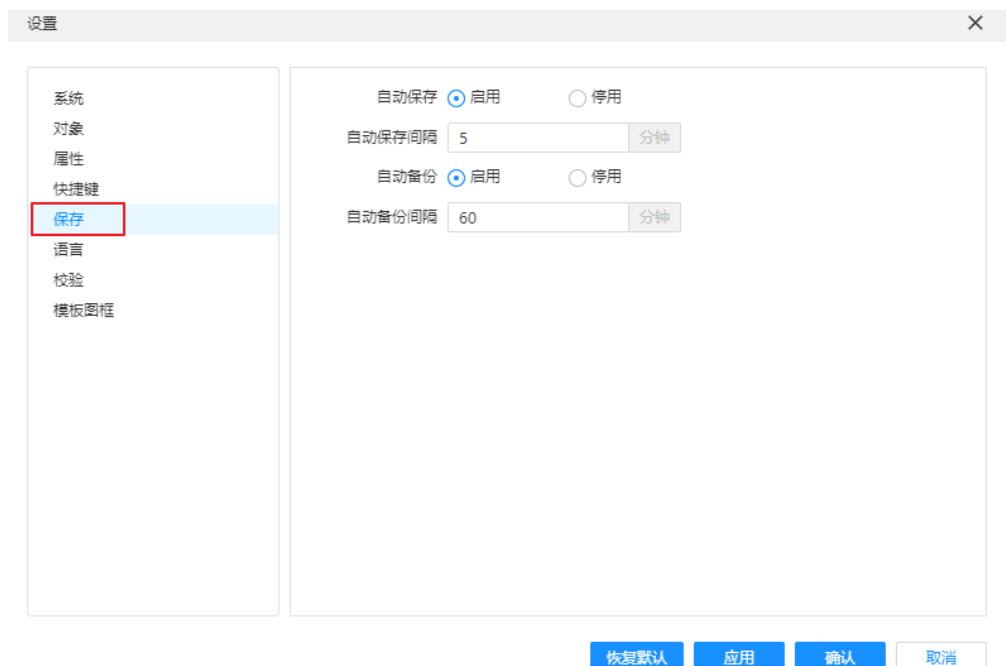 设置
系统
对象
属性
快捷键
保存
语言
校验
模板图框
自动保存 启用 停用
自动保存间隔 5 分钟
自动备份 启用 停用
自动备份间隔 60 分钟
恢复默认 应用 确认 取消